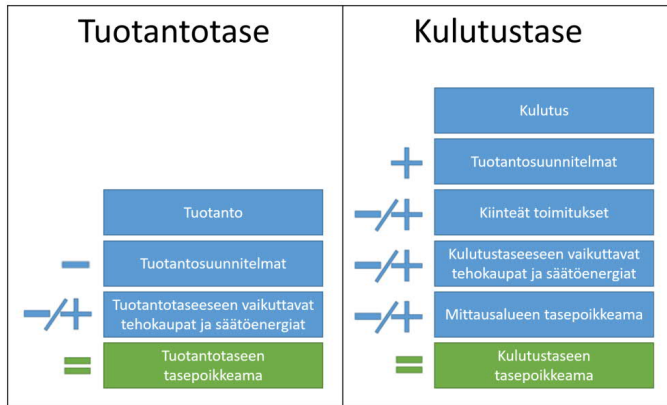 Tuotantotase
Tuotanto
−
Tuotantosuunnitelmat
−/+
Tuotantotaseeseen vaikuttavat
tehokaupat ja säätöenergiat
=
Tuotantotaseen
tasepoikkeama
Kulutustase
Kulutus
+
Tuotantosuunnitelmat
−/+
Kiinteät toimitukset
−/+
Kulutustaseeseen vaikuttavat
tehokaupat ja säätöenergiat
−/+
Mittausalueen tasepoikkeama
=
Kulutustaseen
tasepoikkeama